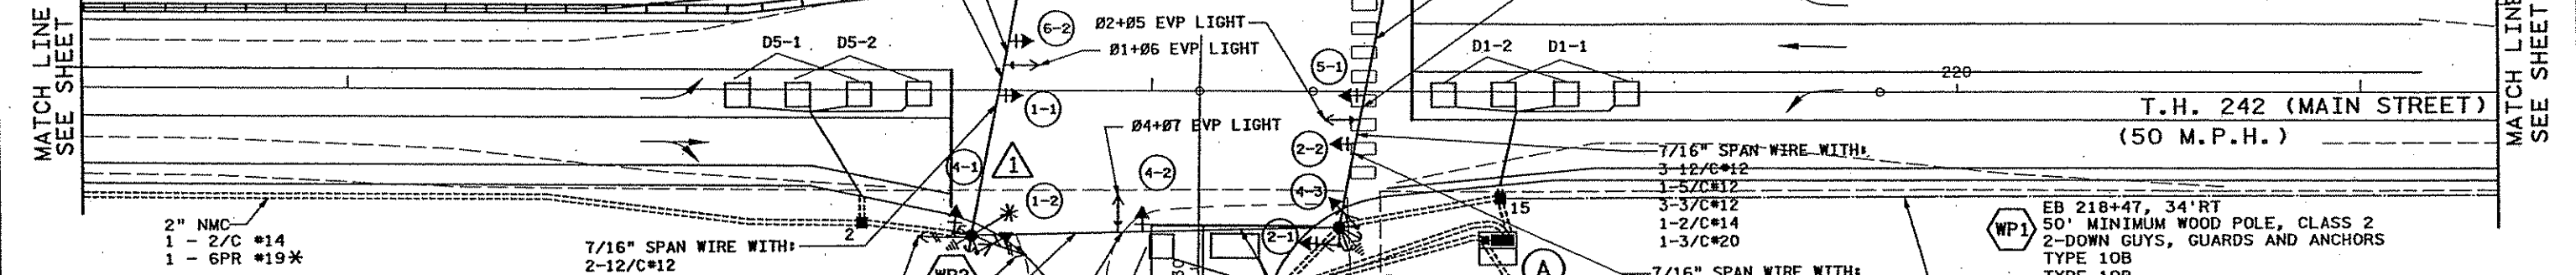 MATCH LINE
SEE SHEET
D5-1 D5-2
6-2
Ø2+Ø5 EVP LIGHT
Ø1+Ø6 EVP LIGHT
1-1
5-1
D1-2 D1-1
220
T.H. 242 (MAIN STREET)
(50 M.P.H.)
MATCH LINE
SEE SHEET
Ø4+Ø7 EVP LIGHT
2-2
4-1
1
1-2
4-2
4-3
2-1
7/16" SPAN WIRE WITH:
3-12/C#12
1-5/C#12
3-3/C#12
1-2/C#14
1-3/C#20
15
2" NMC
1 - 2/C #14
1 - 6PR #19*
2
7/16" SPAN WIRE WITH:
2-12/C#12
WP1
EB 218+47, 34'RT
50' MINIMUM WOOD POLE, CLASS 2
2-DOWN GUYS, GUARDS AND ANCHORS
TYPE 10B
TYPE 10B
WP2
A
7/16" SPAN WIRE WITH: